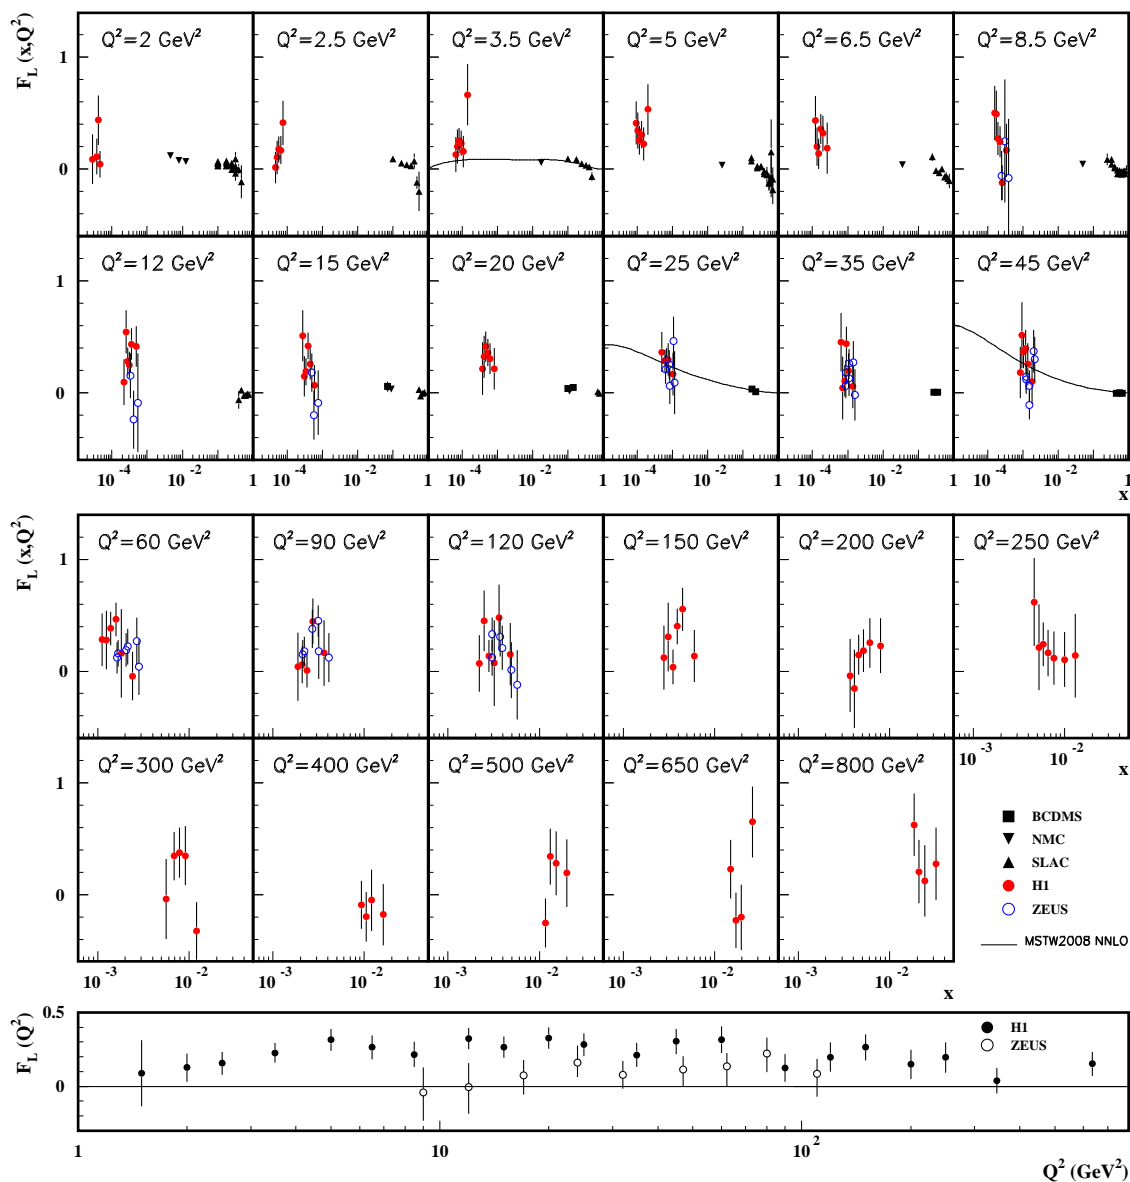 F_L (x,Q²)
Q²=2 GeV² Q²=2.5 GeV² Q²=3.5 GeV² Q²=5 GeV² Q²=6.5 GeV² Q²=8.5 GeV²
1
0
Q²=12 GeV² Q²=15 GeV² Q²=20 GeV² Q²=25 GeV² Q²=35 GeV² Q²=45 GeV²
1
0
10⁻⁴ 10⁻² 10⁻⁴ 10⁻² 10⁻⁴ 10⁻² 1 10⁻⁴ 10⁻² 1 10⁻⁴ 10⁻² 1 10⁻⁴ 10⁻² 1
x
F_L (x,Q²)
Q²=60 GeV² Q²=90 GeV² Q²=120 GeV² Q²=150 GeV² Q²=200 GeV² Q²=250 GeV²
1
0
10⁻³ 10⁻²
x
Q²=300 GeV² Q²=400 GeV² Q²=500 GeV² Q²=650 GeV² Q²=800 GeV²
1
0
BCDMS
NMC
SLAC
H1
ZEUS
MSTW2008 NNLO
10⁻³ 10⁻² 10⁻³ 10⁻² 10⁻³ 10⁻² 10⁻³ 10⁻² 10⁻³ 10⁻²
x
F_L (Q²)
0.5
0
H1
ZEUS
1 10 10²
Q² (GeV²)